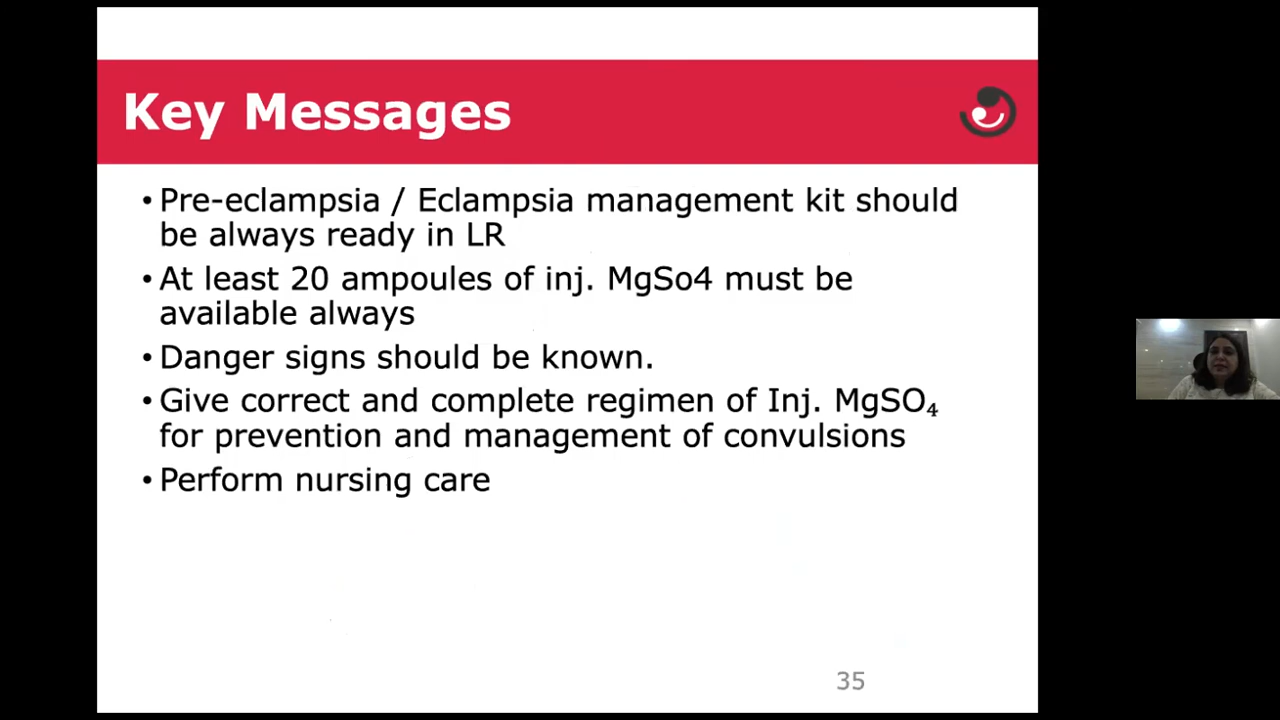 Key Messages
• Pre-eclampsia / Eclampsia management kit should
be always ready in LR
• At least 20 ampoules of inj. MgSo4 must be
available always
• Danger signs should be known.
• Give correct and complete regimen of Inj. MgSO₄
for prevention and management of convulsions
• Perform nursing care
35